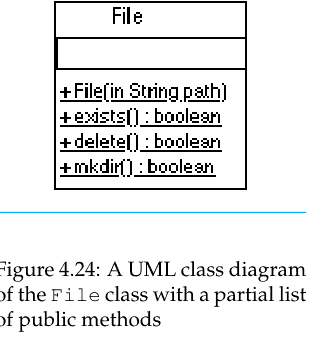 File
+File(in String path)
+exists() : boolean
+delete() : boolean
+mkdir() : boolean
Figure 4.24: A UML class diagram
of the File class with a partial list
of public methods